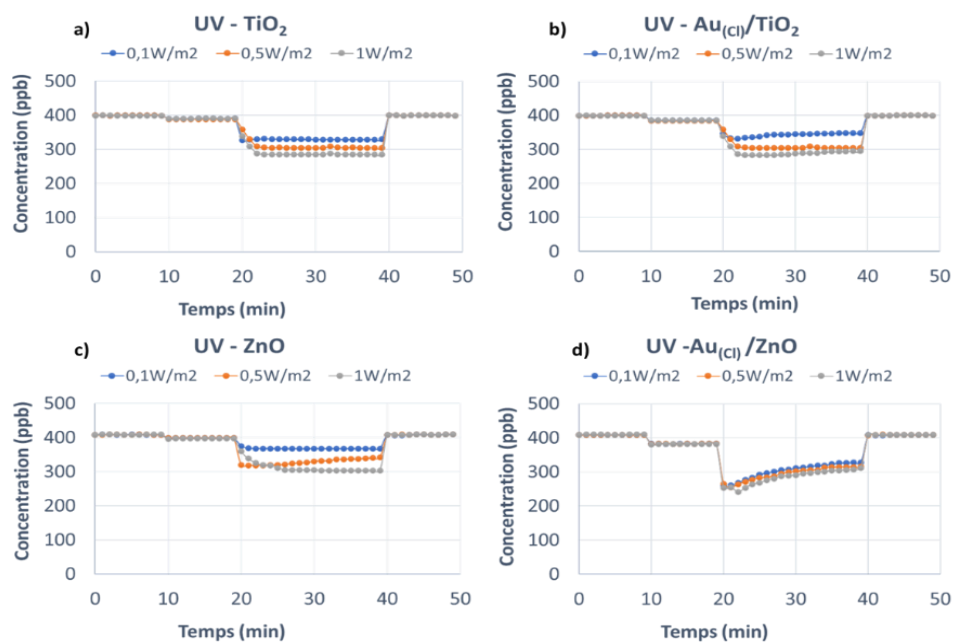 a) UV - TiO₂
0,1W/m2 0,5W/m2 1W/m2
Concentration (ppb)
500
400
300
200
100
0
0 10 20 30 40 50
Temps (min)
b) UV - Au(Cl)/TiO₂
0,1W/m2 0,5W/m2 1W/m2
Concentration (ppb)
500
400
300
200
100
0
0 10 20 30 40 50
Temps (min)
c) UV - ZnO
0,1W/m2 0,5W/m2 1W/m2
Concentration (ppb)
500
400
300
200
100
0
0 10 20 30 40 50
Temps (min)
d) UV -Au(Cl) /ZnO
0,1W/m2 0,5W/m2 1W/m2
Concentration (ppb)
500
400
300
200
100
0
0 10 20 30 40 50
Temps (min)